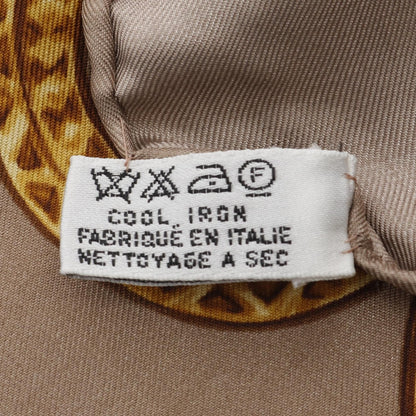 F
COOL IRON
FABRIQUÉ EN ITALIE
NETTOYAGE A SEC